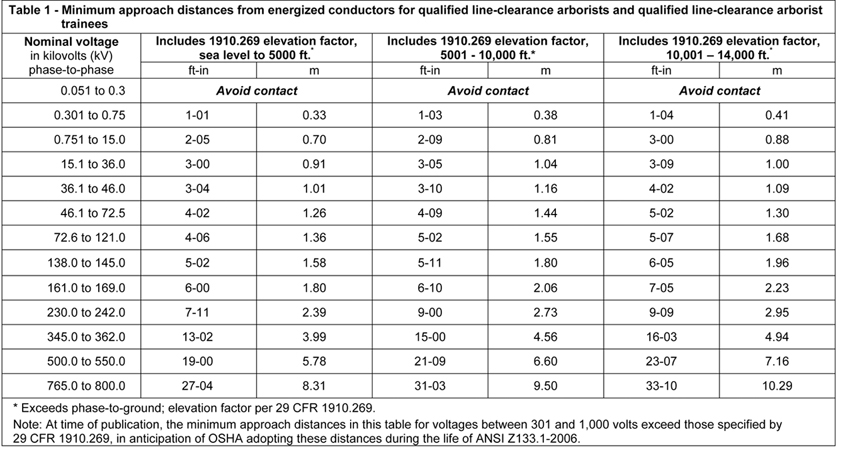 Table 1 - Minimum approach distances from energized conductors for qualified line-clearance arborists and qualified line-clearance arborist
trainees
Nominal voltage in kilovolts (kV) phase-to-phase
Includes 1910.269 elevation factor, sea level to 5000 ft.*
Includes 1910.269 elevation factor, 5001 - 10,000 ft.*
Includes 1910.269 elevation factor, 10,001 – 14,000 ft.*
ft-in m ft-in m ft-in m
0.051 to 0.3 Avoid contact Avoid contact Avoid contact
0.301 to 0.75 1-01 0.33 1-03 0.38 1-04 0.41
0.751 to 15.0 2-05 0.70 2-09 0.81 3-00 0.88
15.1 to 36.0 3-00 0.91 3-05 1.04 3-09 1.00
36.1 to 46.0 3-04 1.01 3-10 1.16 4-02 1.09
46.1 to 72.5 4-02 1.26 4-09 1.44 5-02 1.30
72.6 to 121.0 4-06 1.36 5-02 1.55 5-07 1.68
138.0 to 145.0 5-02 1.58 5-11 1.80 6-05 1.96
161.0 to 169.0 6-00 1.80 6-10 2.06 7-05 2.23
230.0 to 242.0 7-11 2.39 9-00 2.73 9-09 2.95
345.0 to 362.0 13-02 3.99 15-00 4.56 16-03 4.94
500.0 to 550.0 19-00 5.78 21-09 6.60 23-07 7.16
765.0 to 800.0 27-04 8.31 31-03 9.50 33-10 10.29
* Exceeds phase-to-ground; elevation factor per 29 CFR 1910.269.
Note: At time of publication, the minimum approach distances in this table for voltages between 301 and 1,000 volts exceed those specified by
29 CFR 1910.269, in anticipation of OSHA adopting these distances during the life of ANSI Z133.1-2006.